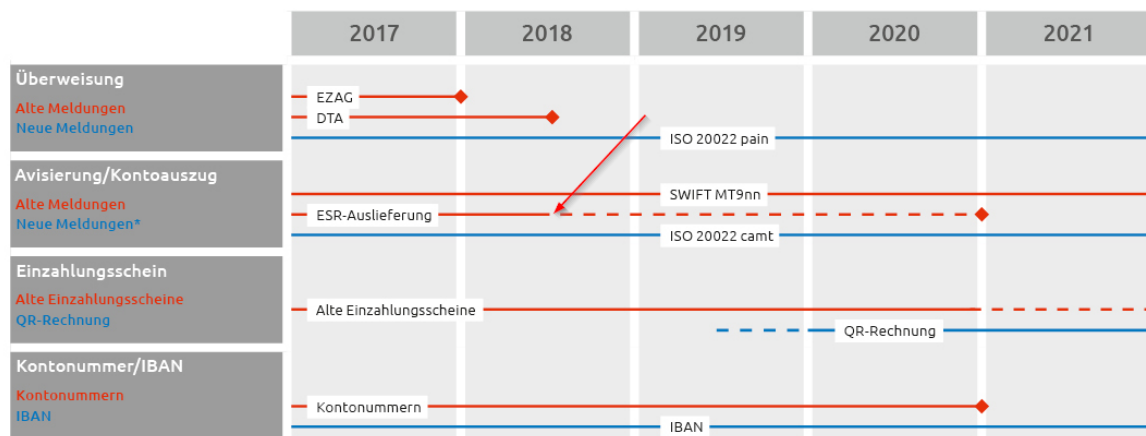 2017 2018 2019 2020 2021
Überweisung
Alte Meldungen
Neue Meldungen
EZAG
DTA
ISO 20022 pain
Avisierung/Kontoauszug
Alte Meldungen
Neue Meldungen*
SWIFT MT9nn
ESR-Auslieferung
ISO 20022 camt
Einzahlungsschein
Alte Einzahlungsscheine
QR-Rechnung
Alte Einzahlungsscheine
QR-Rechnung
Kontonummer/IBAN
Kontonummern
IBAN
Kontonummern
IBAN